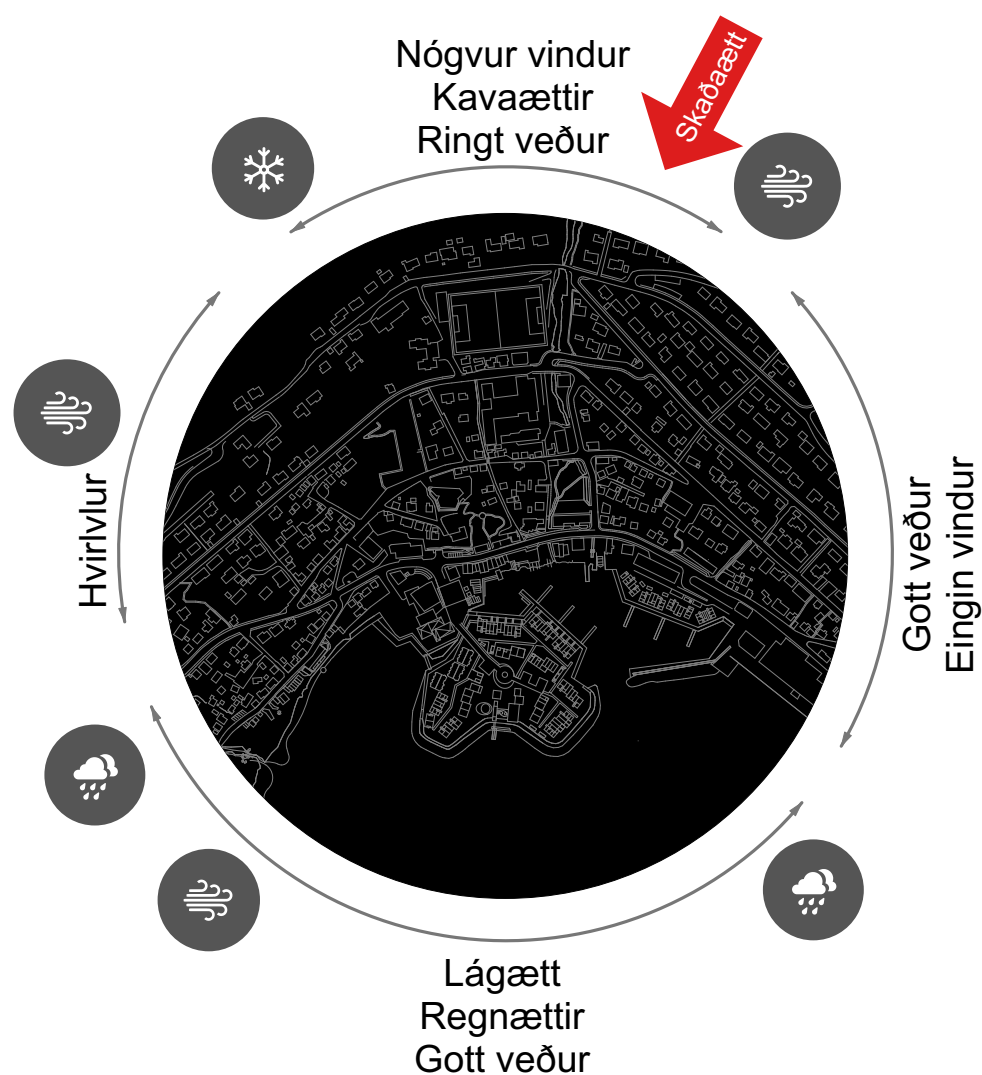 Nógvur vindur
Kavaættir
Ringt veður
Skaðaætt
Hvirlvlur
Gott veður
Eingin vindur
Lágætt
Regnættir
Gott veður